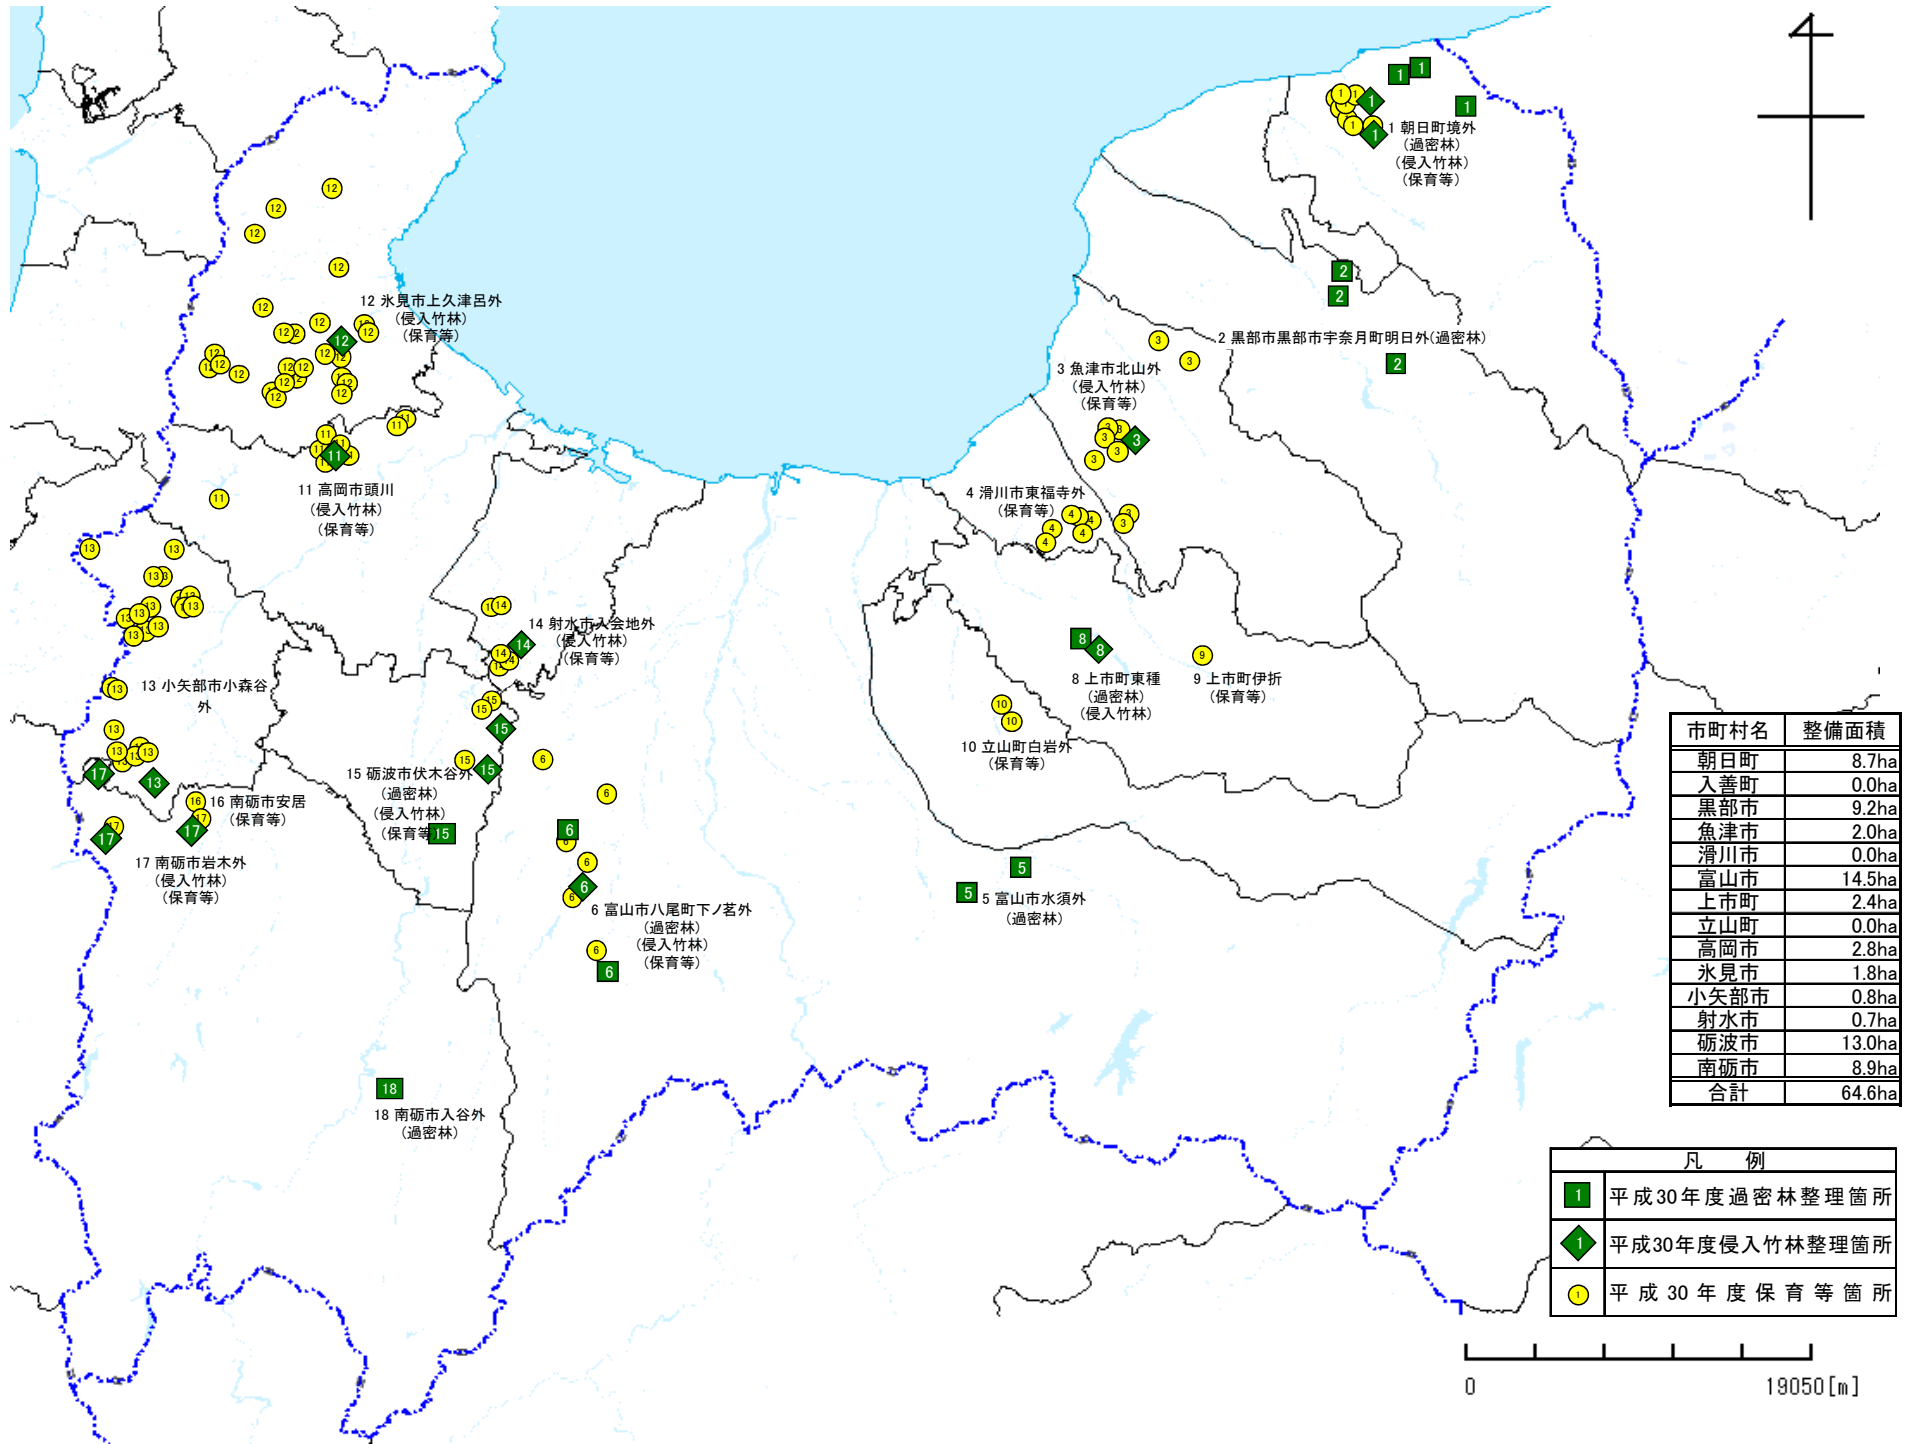 1 朝日町境外
(過密林)
(侵入竹林)
(保育等)
2 黒部市黒部市宇奈月町明日外(過密林)
3 魚津市北山外
(侵入竹林)
(保育等)
4 滑川市東福寺外
(保育等)
12 氷見市上久津呂外
(侵入竹林)
(保育等)
11 高岡市頭川
(侵入竹林)
(保育等)
14 射水市入会地外
(侵入竹林)
(保育等)
13 小矢部市小森谷
外
8 上市町東種
(過密林)
(侵入竹林)
9 上市町伊折
(保育等)
10 立山町白岩外
(保育等)
15 砺波市伏木谷外
(過密林)
(侵入竹林)
(保育等)
16 南砺市安居
(保育等)
17 南砺市岩木外
(侵入竹林)
(保育等)
5 富山市水須外
(過密林)
6 富山市八尾町下ノ茗外
(過密林)
(侵入竹林)
(保育等)
18 南砺市入谷外
(過密林)
市町村名 整備面積
朝日町 8.7ha
入善町 0.0ha
黒部市 9.2ha
魚津市 2.0ha
滑川市 0.0ha
富山市 14.5ha
上市町 2.4ha
立山町 0.0ha
高岡市 2.8ha
氷見市 1.8ha
小矢部市 0.8ha
射水市 0.7ha
砺波市 13.0ha
南砺市 8.9ha
合計 64.6ha
凡 例
1 平成30年度過密林整理箇所
1 平成30年度侵入竹林整理箇所
1 平成30年度保育等箇所
0 19050[m]